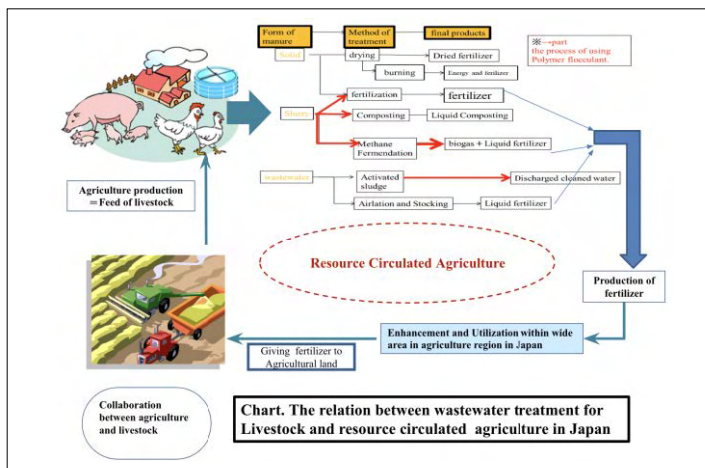 Form of
manure
Method of
treatment
final products
Solid
drying
Dried fertilizer
burning
Energy and fertilizer
fertilization
fertilizer
Slurry
Composting
Liquid Composting
Methane
Fermendation
biogas + Liquid fertilizer
wastewater
Activated
sludge
Discharged cleaned water
Airlation and Stocking
Liquid fertilizer
※→part
the process of using
Polymer flocculant.
Agriculture production
＝Feed of livestock
Resource Circulated Agriculture
Production of
fertilizer
Enhancement and Utilization within wide
area in agriculture region in Japan
Giving fertilizer to
Agricultural land
Collaboration
between agriculture
and livestock
Chart. The relation between wastewater treatment for
Livestock and resource circulated agriculture in Japan